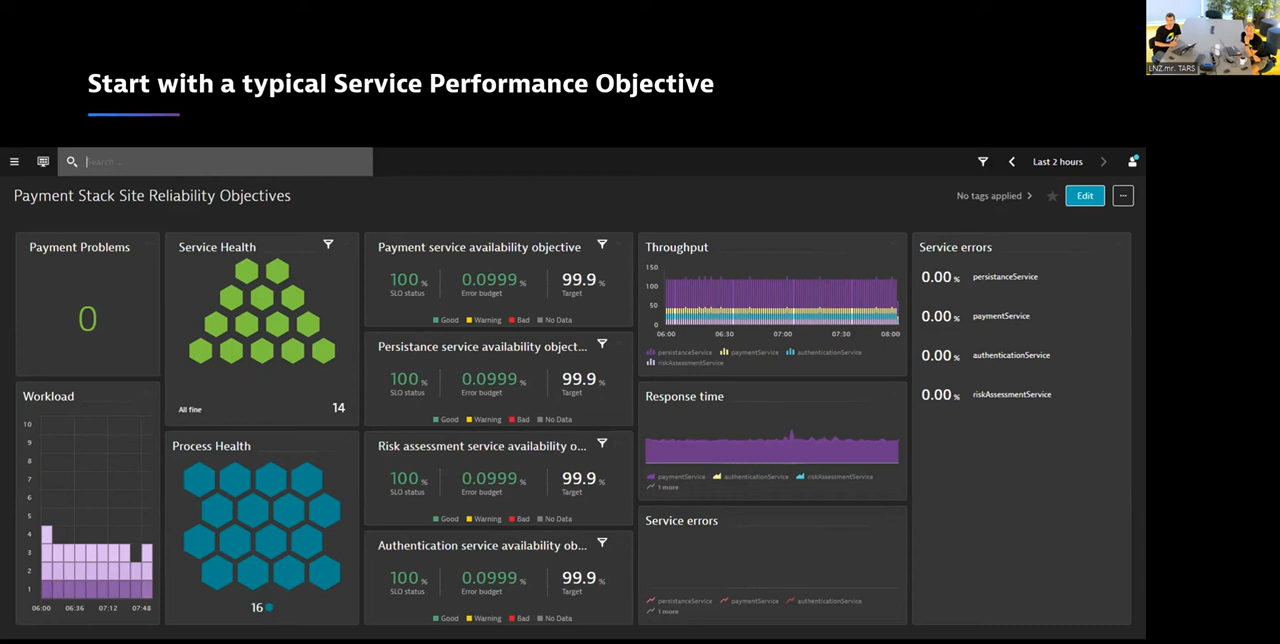 Start with a typical Service Performance Objective
LNZ.mr. TARS
Search ...
Last 2 hours
Payment Stack Site Reliability Objectives
No tags applied
Edit
Payment Problems
0
Workload
10
9
8
7
6
5
4
3
2
1
06:00 06:36 07:12 07:48
Service Health
All fine
14
Process Health
16
Payment service availability objective
100 % 0.0999 % 99.9
SLO status Error budget Target
Good Warning Bad No Data
Persistance service availability object...
100 % 0.0999 % 99.9
SLO status Error budget Target
Good Warning Bad No Data
Risk assessment service availability o...
100 % 0.0999 % 99.9 %
SLO status Error budget Target
Good Warning Bad No Data
Authentication service availability ob...
100 % 0.0999 % 99.9 %
SLO status Error budget Target
Good Warning Bad No Data
Throughput
150
100
50
0
06:00 06:30 07:00 07:30 08:00
persistanceService paymentService authenticationService
riskAssessmentService
Response time
paymentService authenticationService riskAssessmentService
1 more
Service errors
persistanceService paymentService authenticationService
1 more
Service errors
0.00 % persistanceService
0.00 % paymentService
0.00 % authenticationService
0.00 % riskAssessmentService